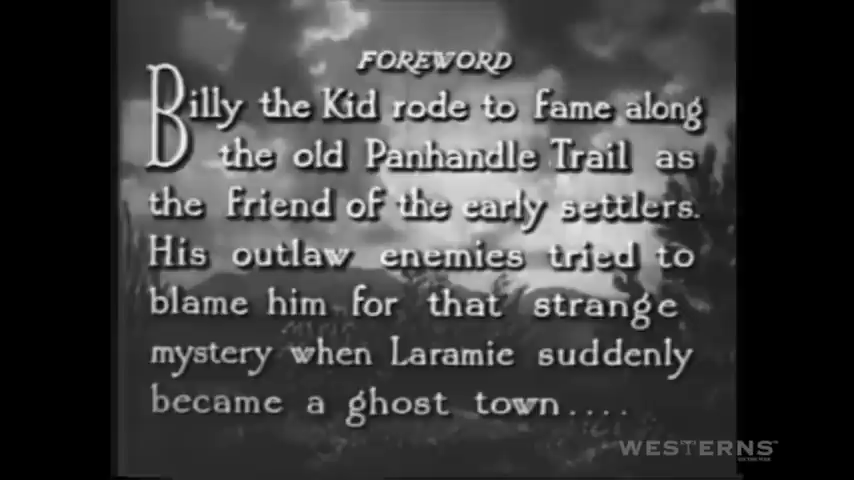 FOREWORD
Billy the Kid rode to fame along
the old Panhandle Trail as
the friend of the early settlers.
His outlaw enemies tried to
blame him for that strange
mystery when Laramie suddenly
became a ghost town....
WESTERNS